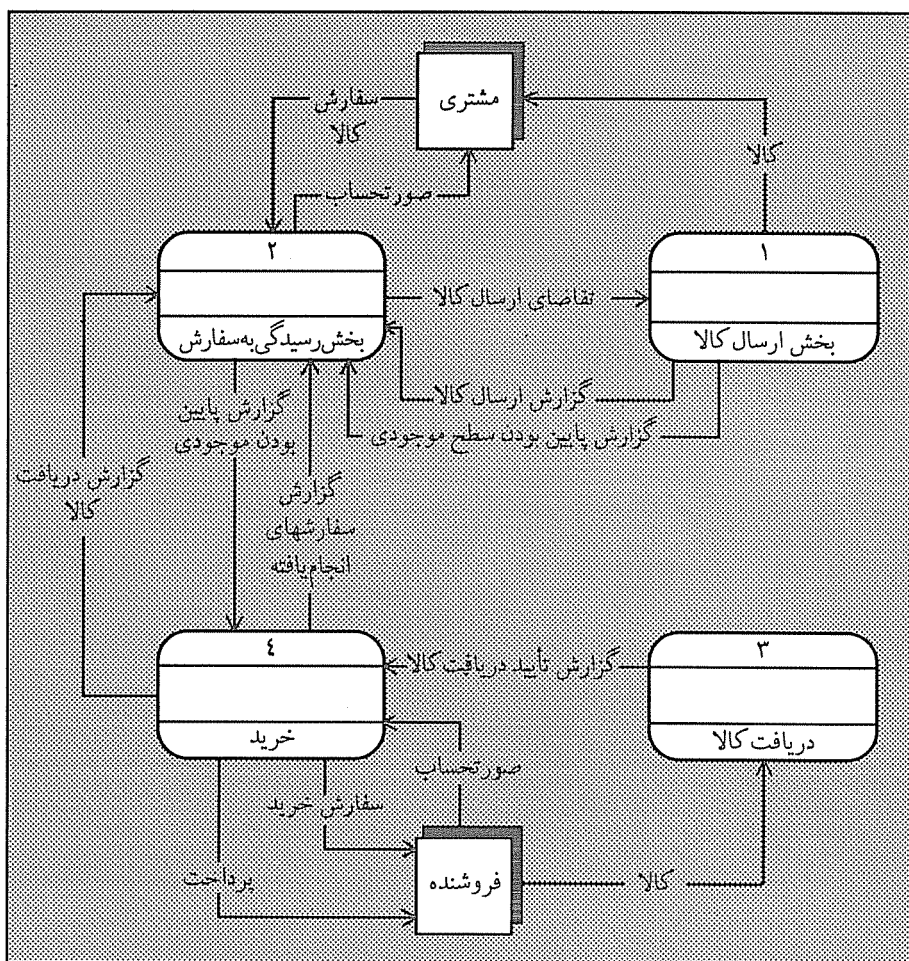 مشتری
سفارش
کالا
کالا
صورتحساب
۲
۱
تقاضای ارسال کالا
بخش رسیدگی به سفارش
بخش ارسال کالا
گزارش ارسال کالا
گزارش پایین
بودن موجودی
گزارش پایین بودن سطح موجودی
گزارش دریافت
کالا
گزارش
سفارشهای
انجام‌یافته
٤
۳
گزارش تأیید دریافت کالا
خرید
دریافت کالا
صورتحساب
سفارش خرید
پرداخت
فروشنده
کالا